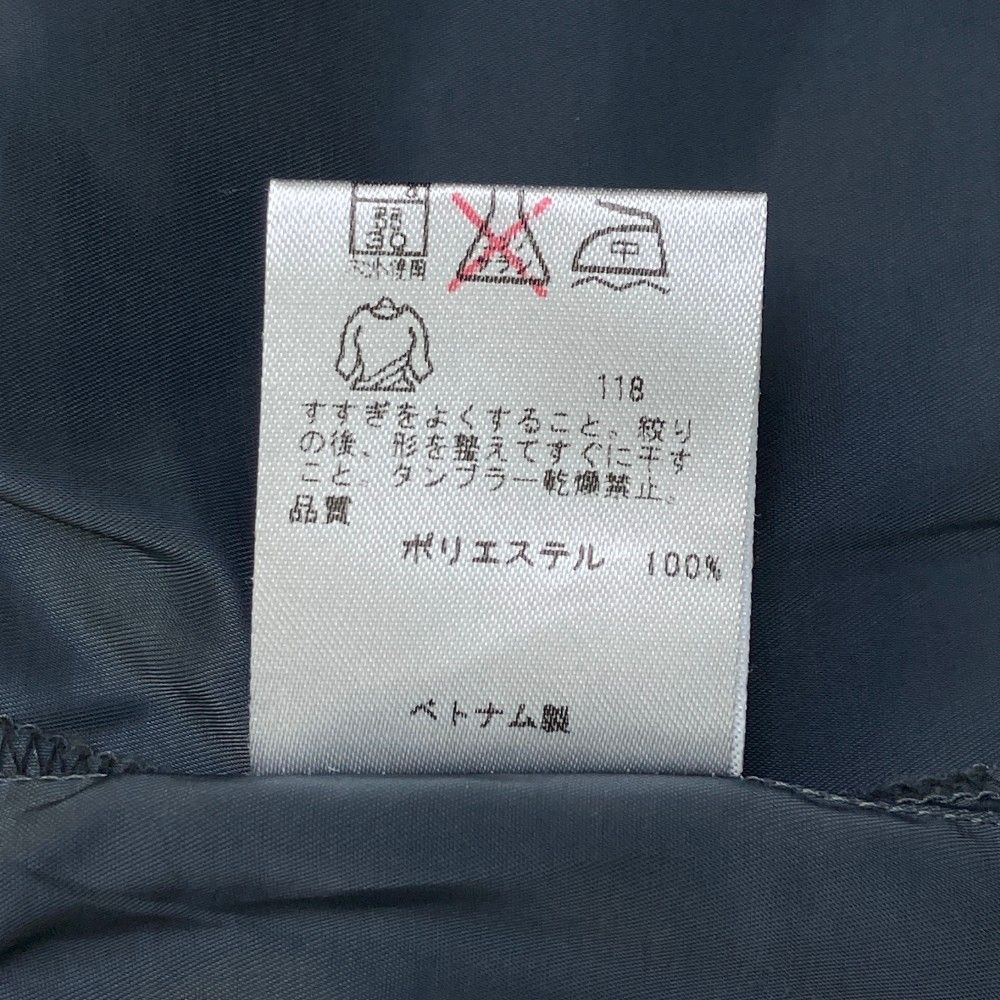 30
ネット使用
中
118
すすぎをよくすること、絞り
の後、形を整えてすぐに干す
こと、タンブラー乾燥禁止。
品質
ポリエステル 100%
ベトナム製